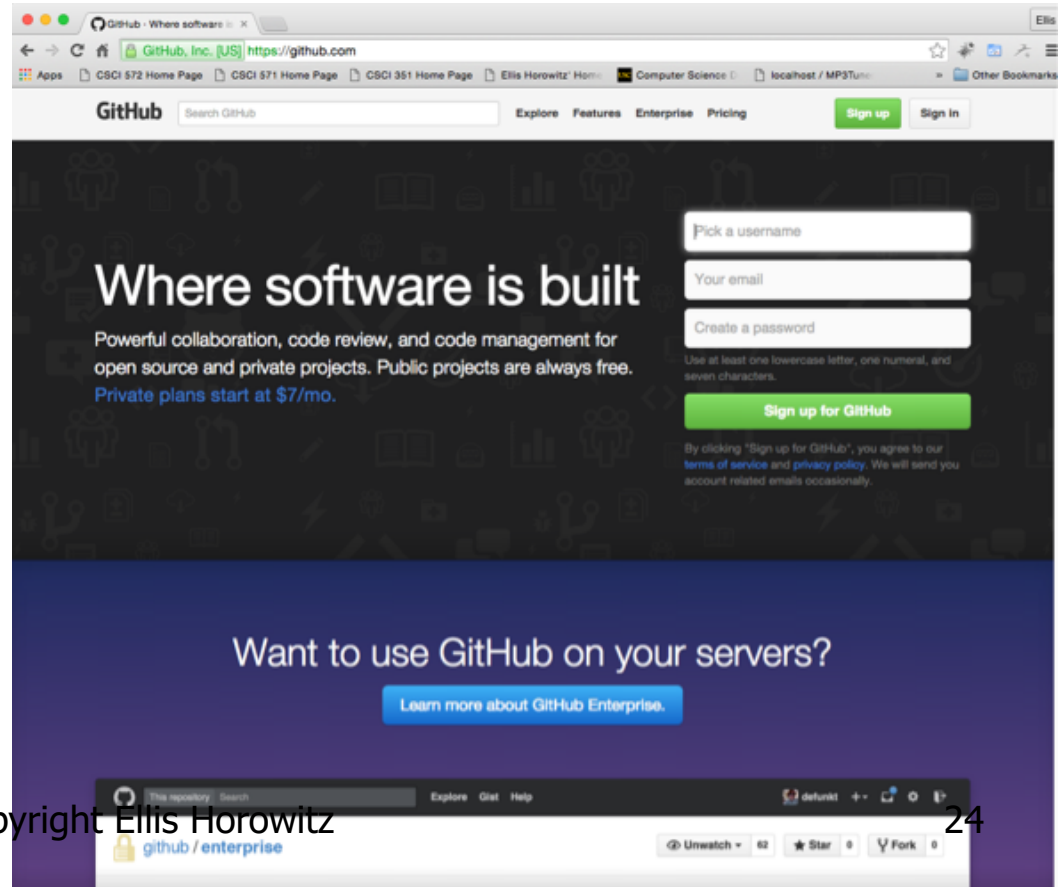 GitHub - Where software is
Ellis
GitHub, Inc. [US] https://github.com
Apps CSCI 572 Home Page CSCI 571 Home Page CSCI 351 Home Page Ellis Horowitz' Home Computer Science D localhost / MP3Tune » Other Bookmarks
GitHub Search GitHub Explore Features Enterprise Pricing Sign up Sign in
Pick a username
Where software is built
Your email
Powerful collaboration, code review, and code management for
open source and private projects. Public projects are always free.
Private plans start at $7/mo.
Create a password
Use at least one lowercase letter, one numeral, and
seven characters.
Sign up for GitHub
By clicking "Sign up for GitHub", you agree to our
terms of service and privacy policy. We will send you
account related emails occasionally.
Want to use GitHub on your servers?
Learn more about GitHub Enterprise.
This repository Search Explore Gist Help defunkt
pyright Ellis Horowitz 24
github / enterprise Unwatch 62 Star 0 Fork 0